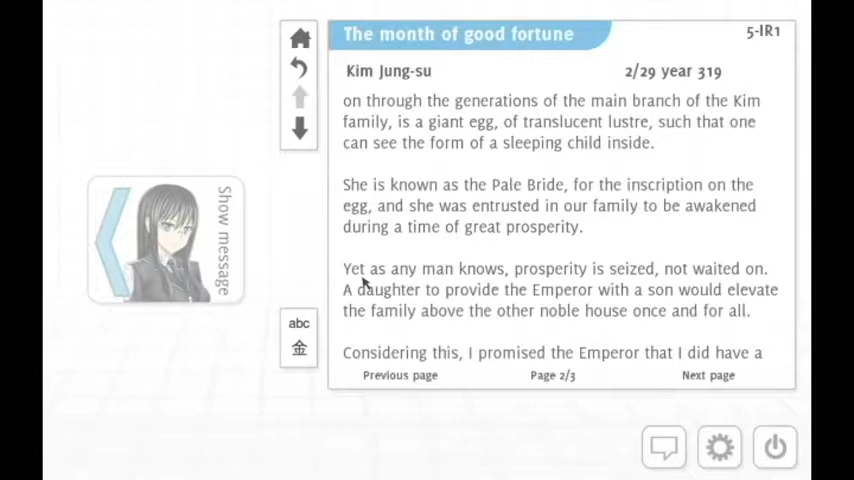 The month of good fortune
5-IR1
Kim Jung-su
2/29 year 319
on through the generations of the main branch of the Kim
family, is a giant egg, of translucent lustre, such that one
can see the form of a sleeping child inside.
She is known as the Pale Bride, for the inscription on the
egg, and she was entrusted in our family to be awakened
during a time of great prosperity.
Yet as any man knows, prosperity is seized, not waited on.
A daughter to provide the Emperor with a son would elevate
the family above the other noble house once and for all.
Considering this, I promised the Emperor that I did have a
Previous page
Page 2/3
Next page
Show message
abc
金